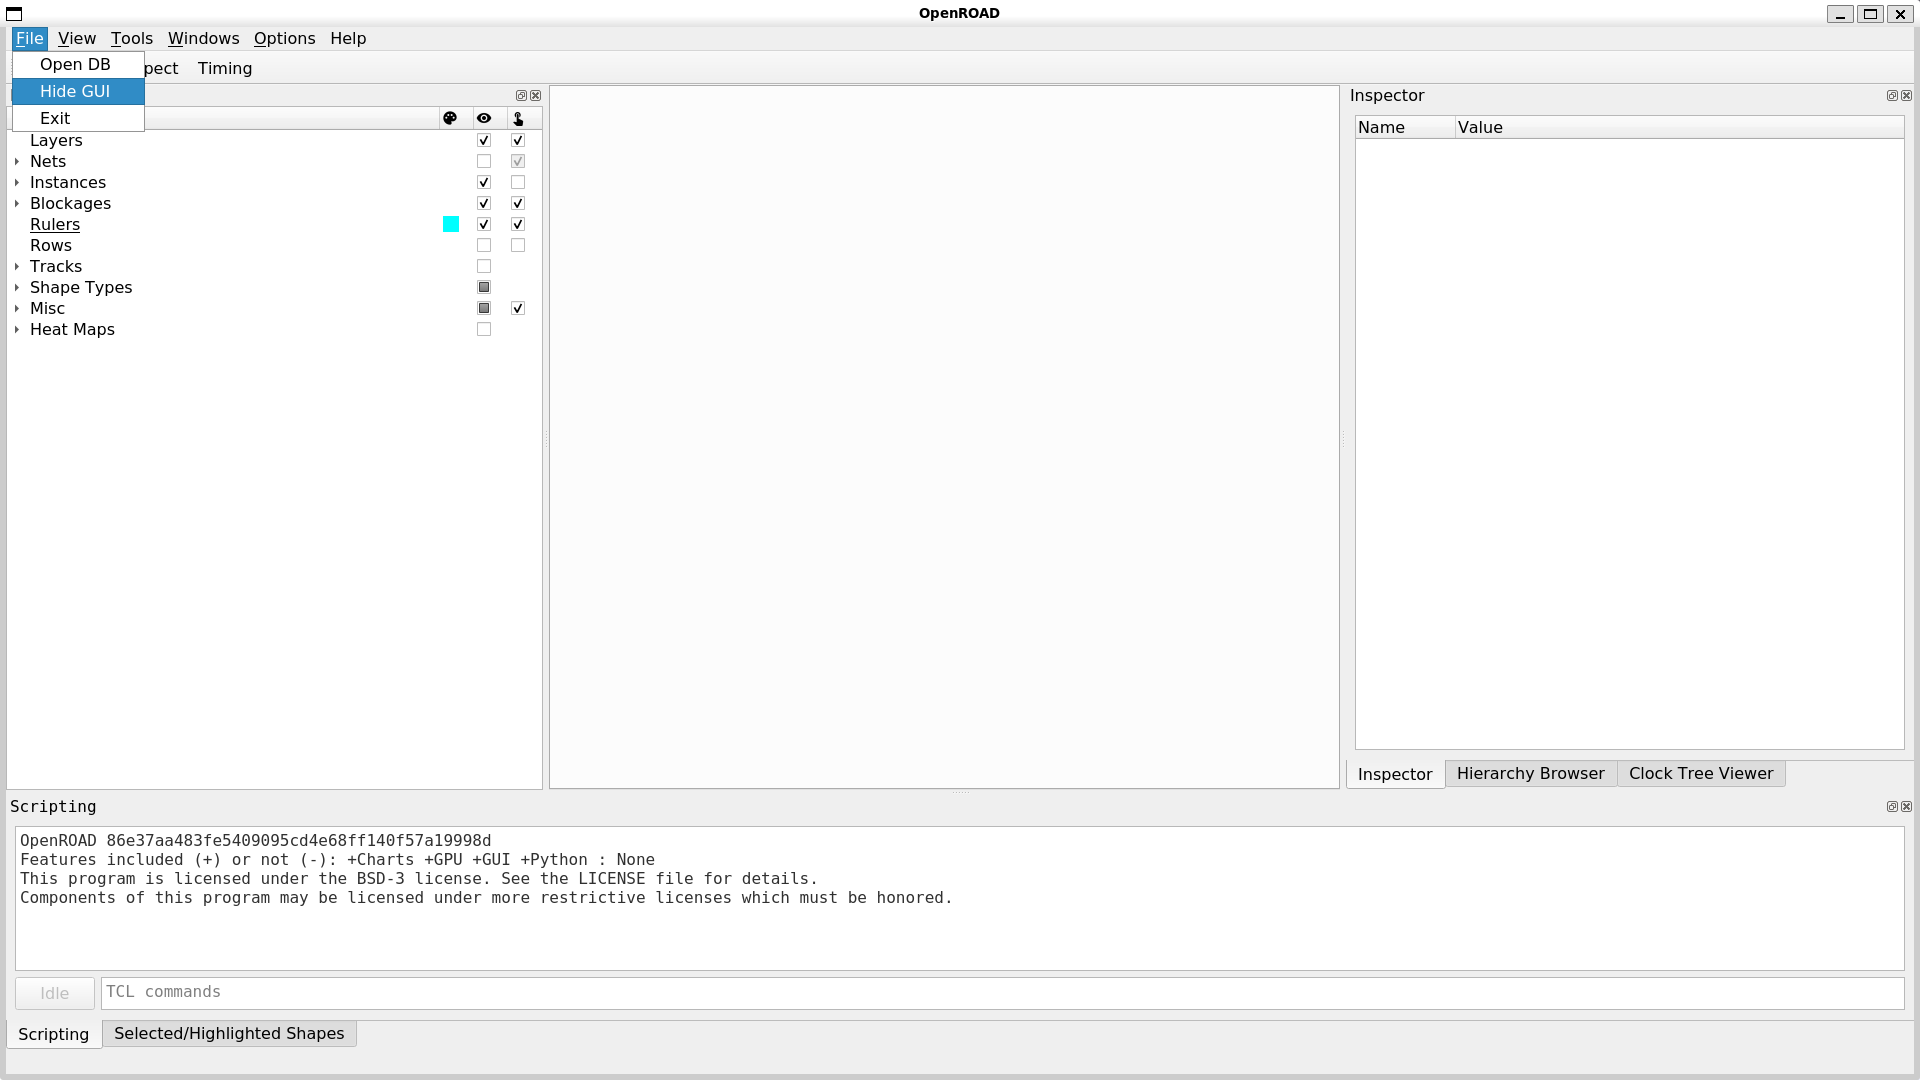 OpenROAD
File View Tools Windows Options Help
Open DB
pect Timing
Hide GUI
Exit
Inspector
Name Value
Layers
Nets
Instances
Blockages
Rulers
Rows
Tracks
Shape Types
Misc
Heat Maps
Inspector Hierarchy Browser Clock Tree Viewer
Scripting
OpenROAD 86e37aa483fe5409095cd4e68ff140f57a19998d
Features included (+) or not (-): +Charts +GPU +GUI +Python : None
This program is licensed under the BSD-3 license. See the LICENSE file for details.
Components of this program may be licensed under more restrictive licenses which must be honored.
Idle TCL commands
Scripting Selected/Highlighted Shapes